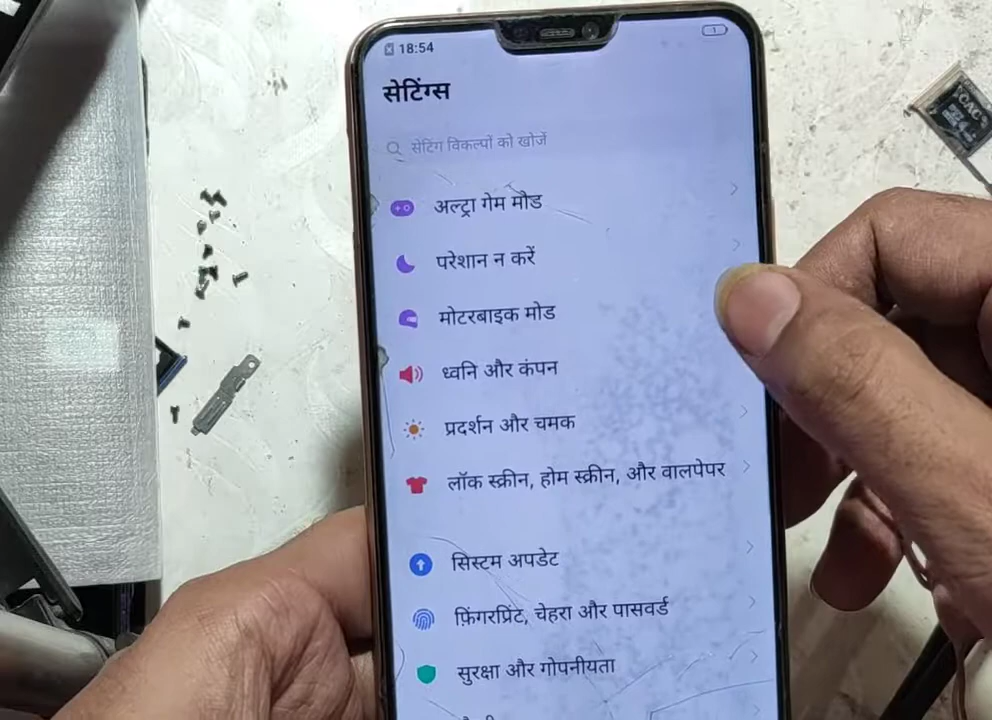 18:54
1
सेटिंग्स
सेटिंग विकल्पों को खोजें
अल्ट्रा गेम मौड
परेशान न करें
मोटरबाइक मोड
ध्वनि और कंपन
प्रदर्शन और चमक
लॉक स्क्रीन, होम स्क्रीन, और वालपेपर
सिस्टम अपडेट
फ़िंगरप्रिंट, चेहरा और पासवर्ड
सुरक्षा और गोपनीयता